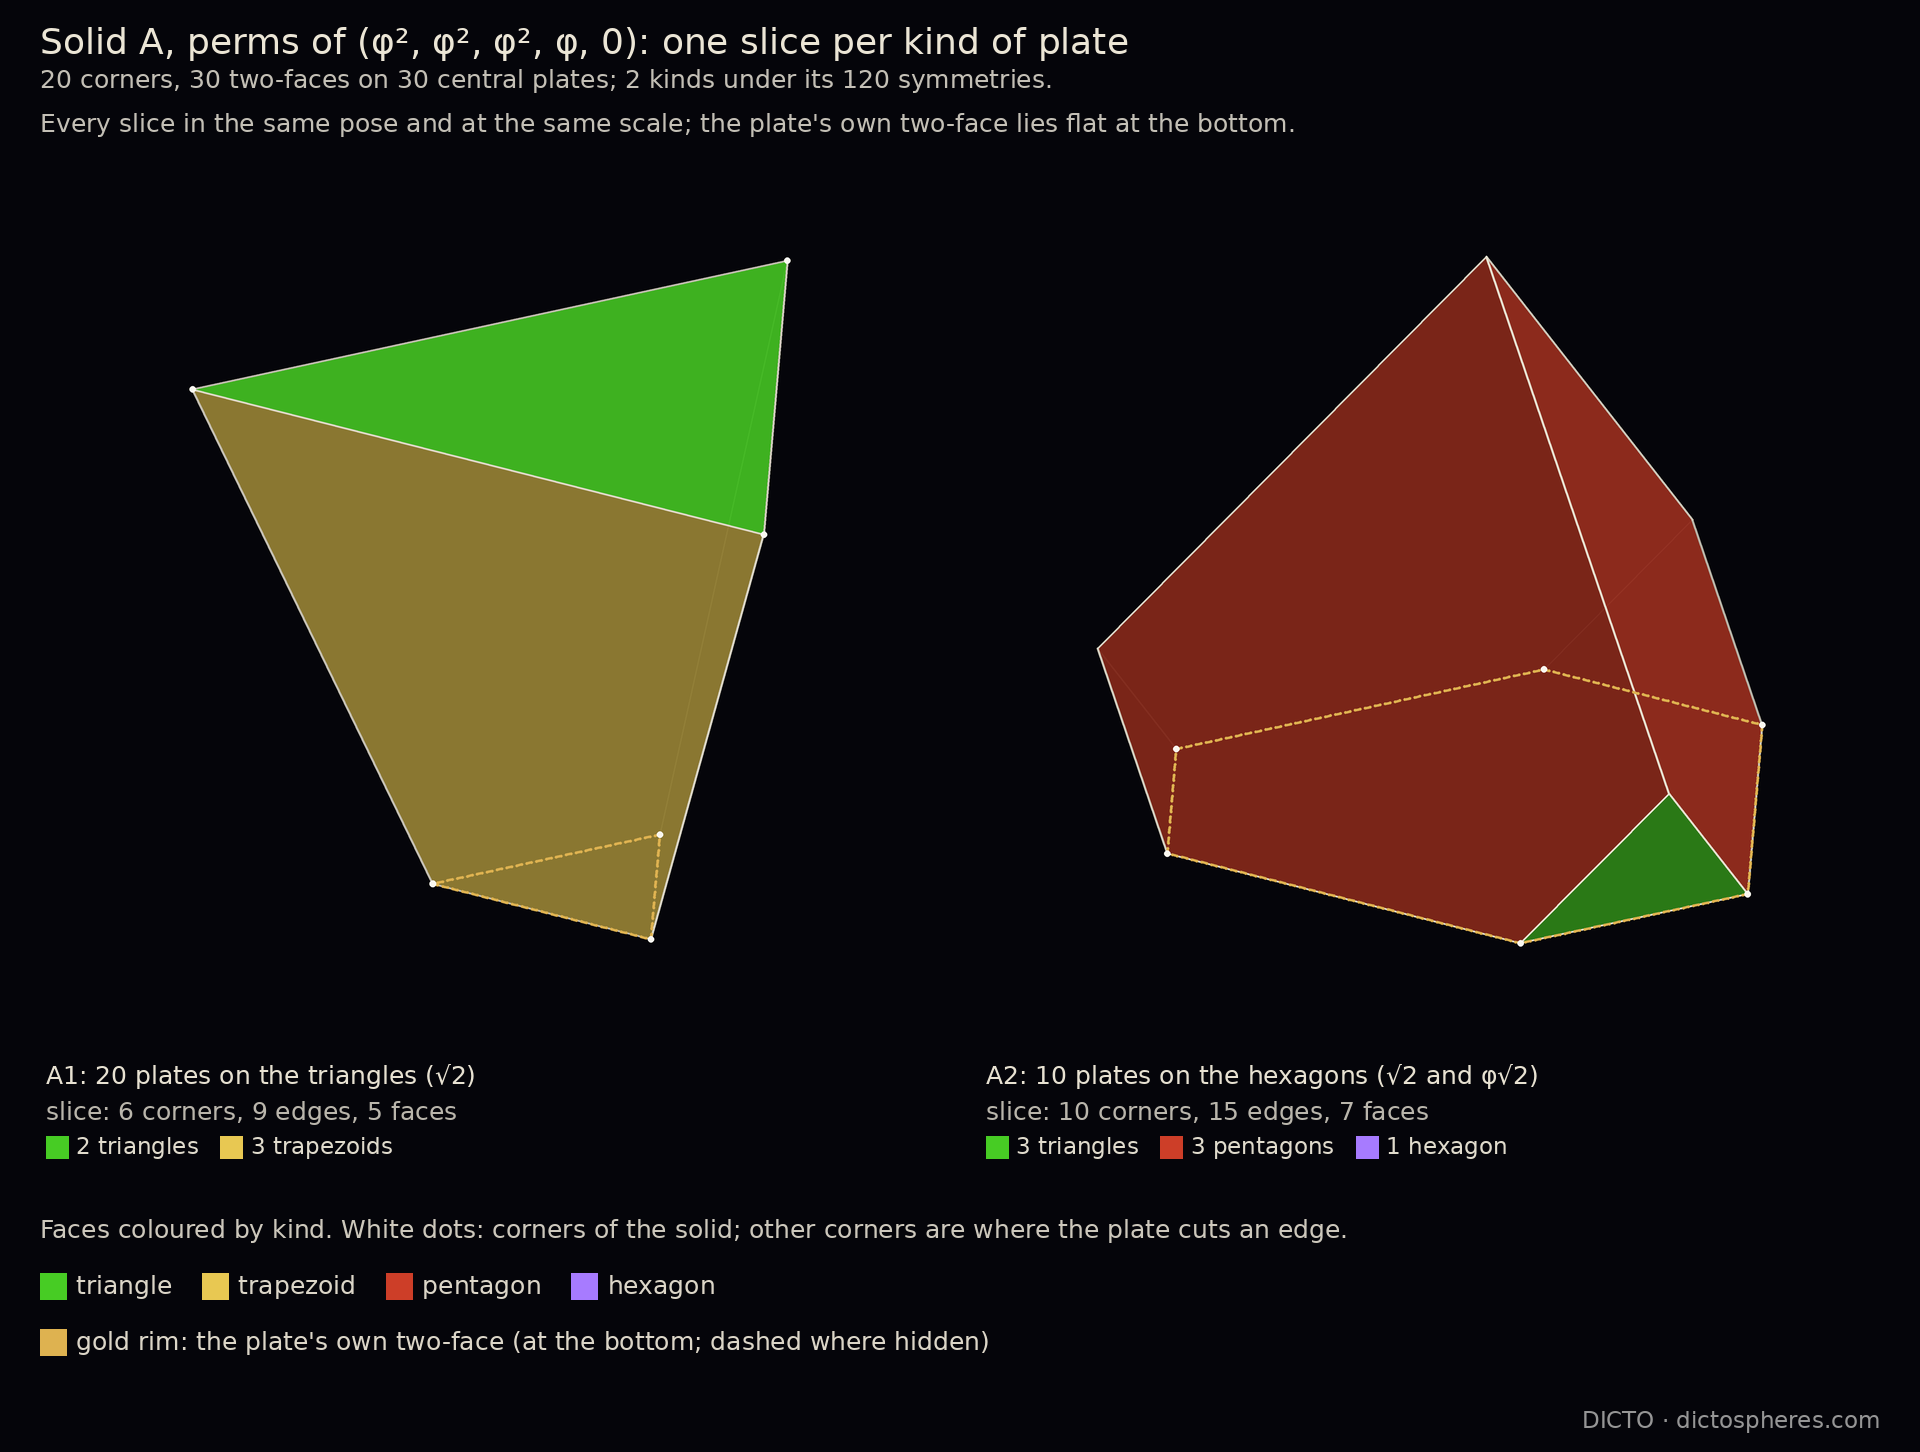 Solid A, perms of (φ², φ², φ², φ, 0): one slice per kind of plate
20 corners, 30 two-faces on 30 central plates; 2 kinds under its 120 symmetries.
Every slice in the same pose and at the same scale; the plate's own two-face lies flat at the bottom.
A1: 20 plates on the triangles (√2)
slice: 6 corners, 9 edges, 5 faces
2 triangles 3 trapezoids
A2: 10 plates on the hexagons (√2 and φ√2)
slice: 10 corners, 15 edges, 7 faces
3 triangles 3 pentagons 1 hexagon
Faces coloured by kind. White dots: corners of the solid; other corners are where the plate cuts an edge.
triangle trapezoid pentagon hexagon
gold rim: the plate's own two-face (at the bottom; dashed where hidden)
DICTO · dictospheres.com